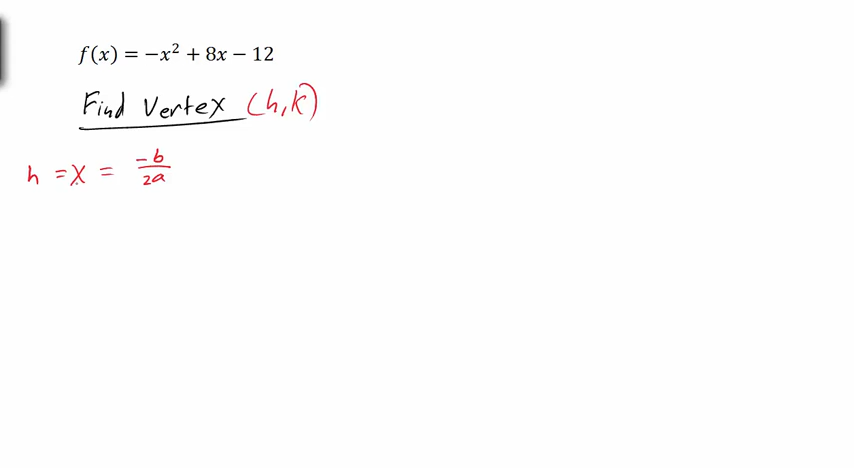 f(x) = −x² + 8x − 12
Find Vertex (h,k)
h = x = -b/2a